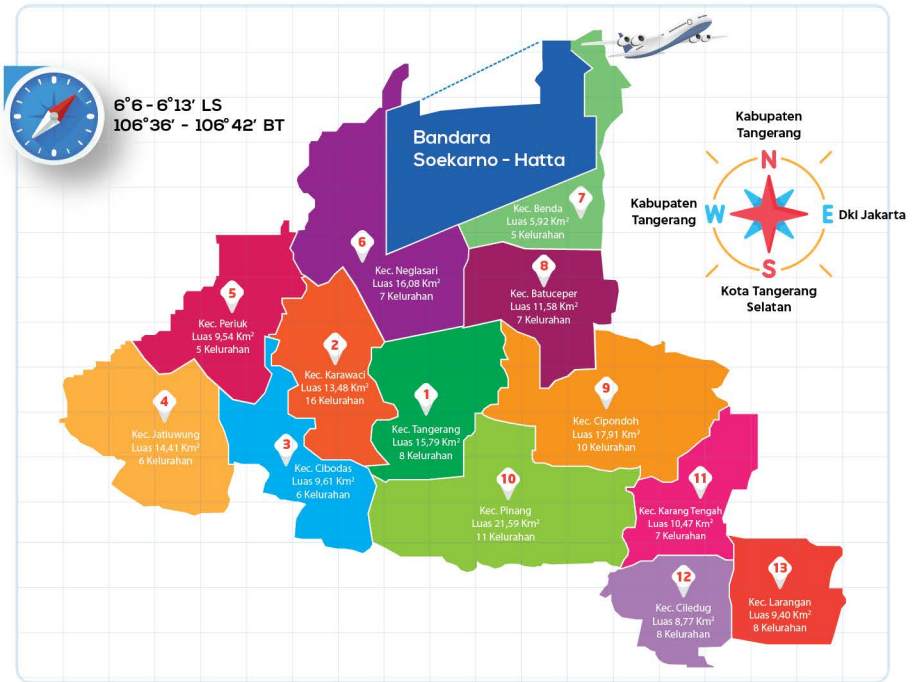 6°6 - 6°13' LS
106°36' - 106°42' BT
Bandara
Soekarno - Hatta
Kabupaten
Tangerang
N
Kabupaten
Tangerang
W
E
Dki Jakarta
S
Kota Tangerang
Selatan
7
Kec. Benda
Luas 5,92 Km²
5 Kelurahan
6
Kec. Neglasari
Luas 16,08 Km²
7 Kelurahan
8
Kec. Batuceper
Luas 11,58 Km²
7 Kelurahan
5
Kec. Periuk
Luas 9,54 Km²
5 Kelurahan
2
Kec. Karawaci
Luas 13,48 Km²
16 Kelurahan
1
Kec. Tangerang
Luas 15,79 Km²
8 Kelurahan
9
Kec. Cipondoh
Luas 17,91 Km²
10 Kelurahan
4
Kec. Jatiuwung
Luas 14,41 Km²
6 Kelurahan
3
Kec. Cibodas
Luas 9,61 Km²
6 Kelurahan
10
Kec. Pinang
Luas 21,59 Km²
11 Kelurahan
11
Kec. Karang Tengah
Luas 10,47 Km²
7 Kelurahan
12
Kec. Ciledug
Luas 8,77 Km²
8 Kelurahan
13
Kec. Larangan
Luas 9,40 Km²
8 Kelurahan